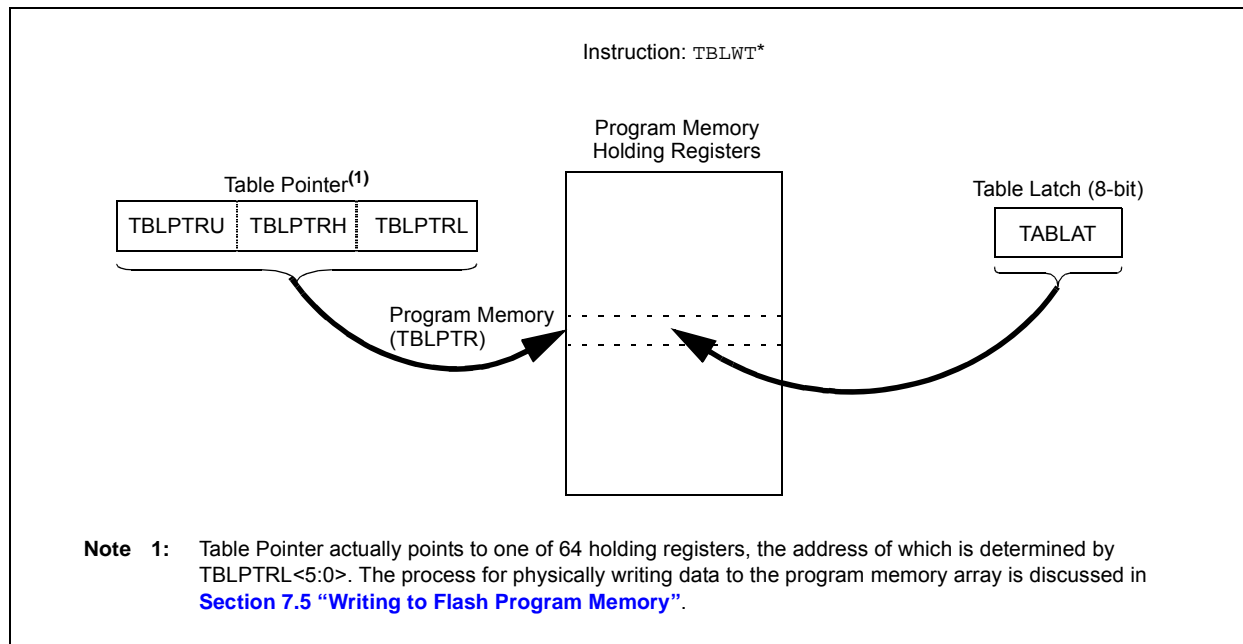 Instruction: TBLWT*
Program Memory
Holding Registers
Table Pointer(1)
Table Latch (8-bit)
TBLPTRU TBLPTRH TBLPTRL
TABLAT
Program Memory
(TBLPTR)
Note 1: Table Pointer actually points to one of 64 holding registers, the address of which is determined by
TBLPTRL<5:0>. The process for physically writing data to the program memory array is discussed in
Section 7.5 “Writing to Flash Program Memory”.